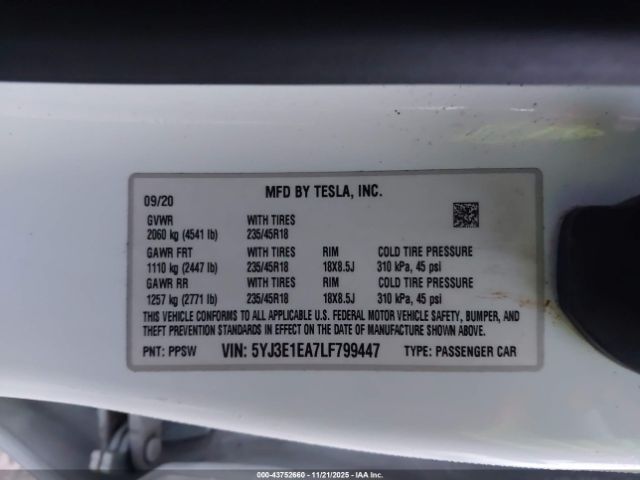 09/20 MFD BY TESLA, INC.
GVWR WITH TIRES
2060 kg (4541 lb) 235/45R18
GAWR FRT WITH TIRES RIM COLD TIRE PRESSURE
1110 kg (2447 lb) 235/45R18 18X8.5J 310 kPa, 45 psi
GAWR RR WITH TIRES RIM COLD TIRE PRESSURE
1257 kg (2771 lb) 235/45R18 18X8.5J 310 kPa, 45 psi
THIS VEHICLE CONFORMS TO ALL APPLICABLE U.S. FEDERAL MOTOR VEHICLE SAFETY, BUMPER, AND
THEFT PREVENTION STANDARDS IN EFFECT ON THE DATE OF MANUFACTURE SHOWN ABOVE.
PNT: PPSW VIN: 5YJ3E1EA7LF799447 TYPE: PASSENGER CAR
000-43752660 - 11/21/2025 - IAA Inc.